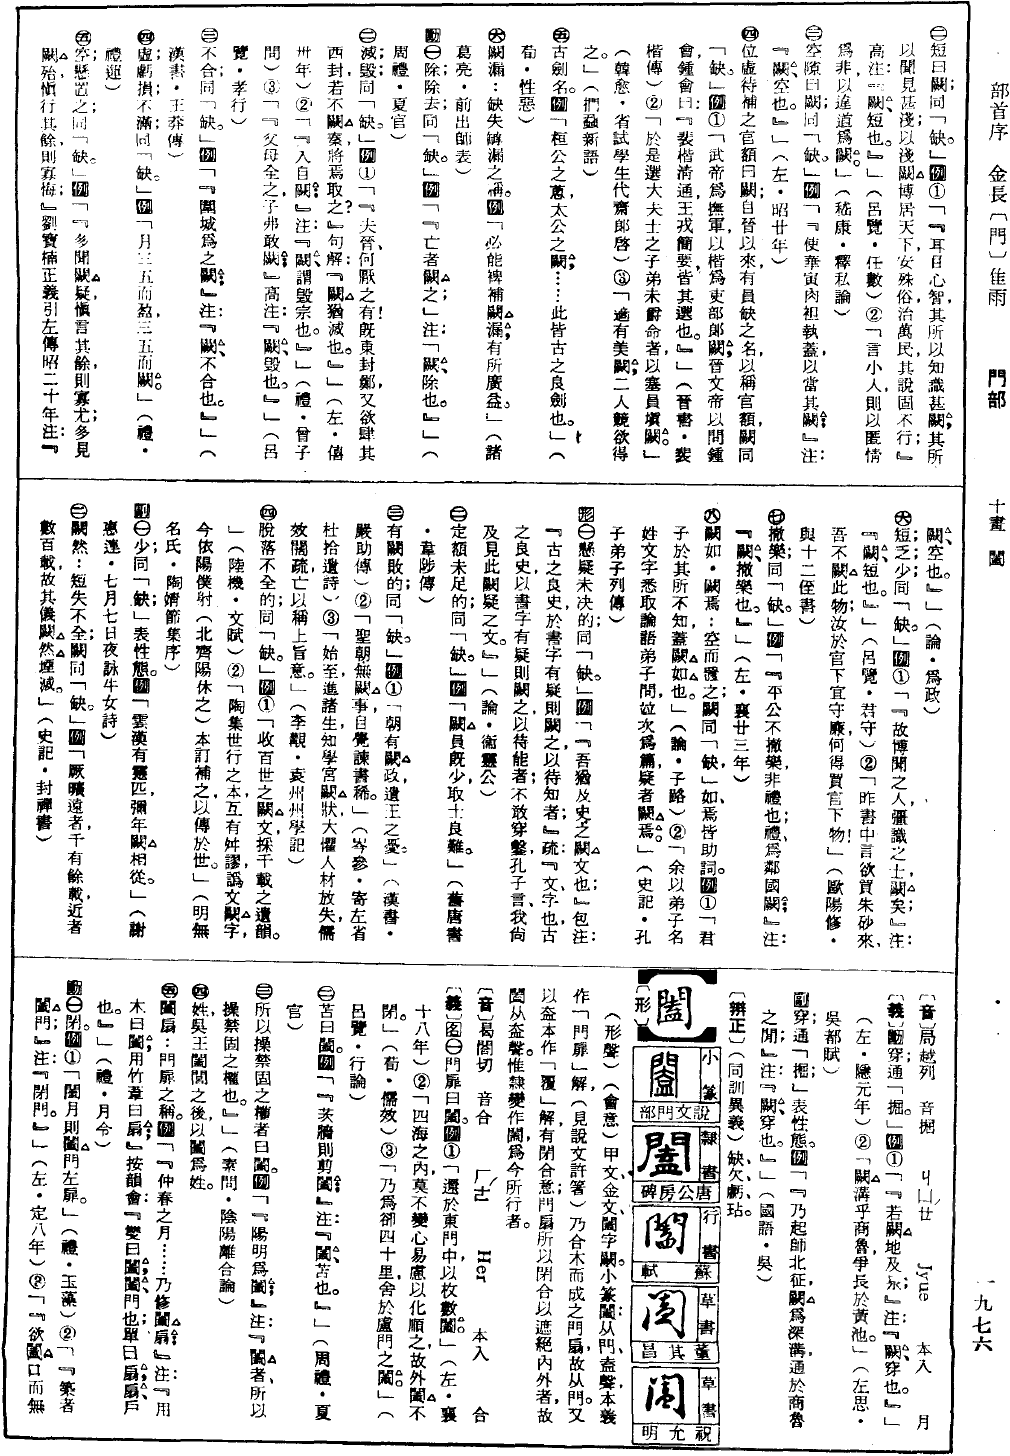 部首序　金長〔門〕隹雨　門部　十畫　闔　一九七六
㊁短曰闕；同「缺。」例①「『耳目心智，其所以知識甚闕；其所
以聞見甚淺；以淺闕博居天下，安殊俗，治萬民，其說固不行；』
高注：『闕，短也。』」（呂覽・任數）②「言小人則以匿情
爲非，以違道爲闕。」（嵇康・釋私論）
㊂空隙曰闕；同「缺。」例「『使華寅肉袒執蓋，以當其闕；』注：
『闕，空也。』」（左・昭廿年）
㊃位虛待補之官額曰闕；自晉以來有員缺之名，以稱官額；闕同
「缺。」例①「武帝爲撫軍，以楷爲吏部郎闕；晉文帝以問鍾
會，鍾會曰：『裴楷清通，王戎簡要，皆其選也。』」（晉書・裴
楷傳）②「於是選大夫士之子弟未爵命者，以塞員塡闕。」
（韓愈・省試學生代齋郎啓）③「適有美闕，二人競欲得
之。」（捫蝨新語）
㊄古劍名。例「桓公之蔥，太公之闕，……此皆古之良劍也。」（
荀・性惡）
㊅闕漏：缺失罅漏之稱。例「必能裨補闕漏，有所廣益。」（諸
葛亮・前出師表）
動㊀除；除去；同「缺。」例「『亡者闕之；』注：『闕，除也。』」（
周禮・夏官）
㊁減；毀；同「缺。」例①「『夫晉何厭之有！既東封鄭，又欲肆其
西封，若不闕秦，將焉取之？』句解：『闕，猶減也。』」（左・僖
卅年）②「『入自闕；』注：『闕，謂毀宗也。』」（禮・曾子
問）③「『父母全之，子弗敢闕；』高注：『闕，毀也。』」（呂
覽・孝行）
㊂不合；同「缺。」例「『圍城爲之闕；』注：『闕，不合也。』」（
漢書・王莽傳）
㊃虛；虧；損；不滿；同「缺。」例「月三五而盈，三五而闕。」（禮・
禮運）
㊄空；懸置之；同「缺。」例「『多聞闕疑，愼言其餘，則寡尤；多見
闕殆，愼行其餘，則寡悔；』劉寶楠正義引左傳昭二十年注：『
闕，空也。』」（論・爲政）
㊅短；乏；少；同「缺。」例①「『故博聞之人，彊識之士，闕矣；』注：
『闕，短也。』」（呂覽・君守）②「昨書中言欲買朱砂來，
吾不闕此物，汝於官下宜守廉，何得買官下物！」（歐陽修・
與十二侄書）
㊆撤樂；同「缺。」例「『平公不撤樂，非禮也；禮，爲鄰國闕；』注：
『闕，撤樂也。』」（左・襄廿三年）
㊇闕如・闕焉：空而置之；闕同「缺，」如、焉皆助詞。例①「君
子於其所不知，蓋闕如也。」（論・子路）②「余以弟子名
姓文字，悉取論語弟子問，並次爲篇，疑者闕焉。」（史記・孔
子弟子列傳）
形㊀懸疑未決的；同「缺。」例「『吾猶及史之闕文也；』包注：
『古之良史，於書字有疑則闕之，以待知者；』疏：『文，字也；古
之良史以書字有疑則闕之，以待能者，不敢穿鑿；孔子言我尚
及見此闕疑之文。』」（論・衞靈公）
㊁定額未足的；同「缺。」例「闕員既少，取士良難。」（舊唐書
・韋陟傳）
㊂有闕敗的；同「缺。」例①「朝有闕政，遺王之憂。」（漢書・
嚴助傳）②「聖朝無闕事，自覺諫書稀。」（岑參・寄左省
杜拾遺詩）③「始至，進諸生，知學宮闕狀，大懼人材放失，儒
效闊疏，亡以稱上旨意。」（李覯・袁州州學記）
㊃脫落不全的；同「缺。」例①「收百世之闕文，採千載之遺韻。
」（陸機・文賦）②「陶集世行之本，互有舛謬，譌文闕字，
今依陽僕射（北齊陽休之）本訂補之，以傳於世。」（明無
名氏・陶靖節集序）
副㊀少；同「缺，」表性態。例「雲漢有靈匹，彌年闕相從。」（謝
惠連・七月七日夜詠牛女詩）
㊁闕然：短失不全；闕同「缺。」例「厥曠遠者千有餘載，近者
數百載，故其儀闕然堙滅。」（史記・封禪書）
〔音〕局越列　音掘　ㄐㄩㄝˊ　Jyue　本入　月
〔義〕動穿通；「掘。」例①「『若闕地及泉；』注：『闕，穿也。』」
（左・隱元年）②「闕溝乎商魯，爭長於黃池。」（左思・
吳都賦）
副穿通；「掘，」表性態。例「『乃起師北征，闕爲深溝，通於商魯
之閒；』注：『闕，穿也。』」（國語・吳）
〔辨正〕（同訓異義）缺、欠、虧、玷。
闔
小篆　說文門部
隸書　唐公房碑
行書　蘇軾
草書　董其昌
草書　祝允明
〔形〕
（形聲）（會意）甲文、金文闔字闕。小篆闔：从門，盍聲，本義
作「門扉」解，（見說文許箸）乃合木而成之門扇，故从門。又
以盍本作「覆」解，有閉合意；門扇所以閉合以遮絕內外者，故
闔从盍聲。惟隸變作闔，爲今所行者。
〔音〕曷閤切　音合　ㄏㄜˊ　Her　本入　合
〔義〕名㊀門扉曰闔。例①「還於東門中，以枚數闔。」（左・襄
十八年）②「四海之內，莫不變心易慮以化順之，故外闔不
閉。」（荀・儒效）③「乃爲卻四十里，舍於盧門之闔。」（
呂覽・行論）
㊁苫曰闔。例「『茨牆則剪闔；』注：『闔，苫也。』」（周禮・夏
官）
㊂所以操禁固之權者曰闔。例「『陽明爲闔；』注：『闔者，所以
操禁固之權也。』」（素問・陰陽離合論）
㊃姓，吳王闔閭之後，以闔爲姓。
㊄闔扇：門扉之稱。例「『仲春之月……乃修闔扇；』注：『用
木曰闔，用竹葦曰扇；』按韻會：『雙曰闔，闔，門也；單曰扇，扇，戶
也。』」（禮・月令）
動㊀閉。例①「閏月則闔門左扉。」（禮・玉藻）②「『築者
闔門；』注：『閉門。』」（左・定八年）②「『欲闔口而無